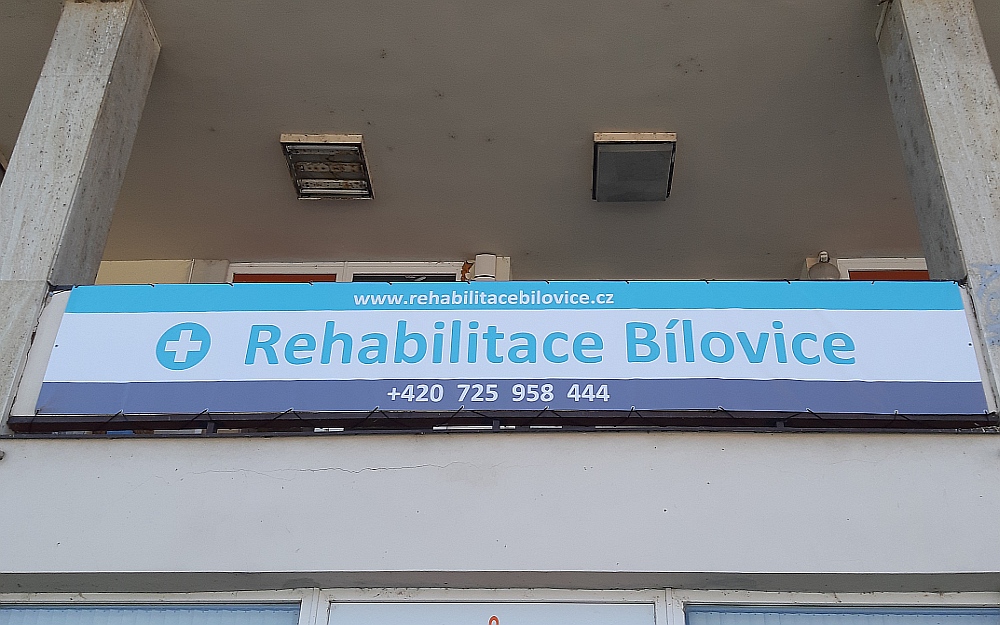 www.rehabilitacebilovice.cz
Rehabilitace Bílovice
+420 725 958 444